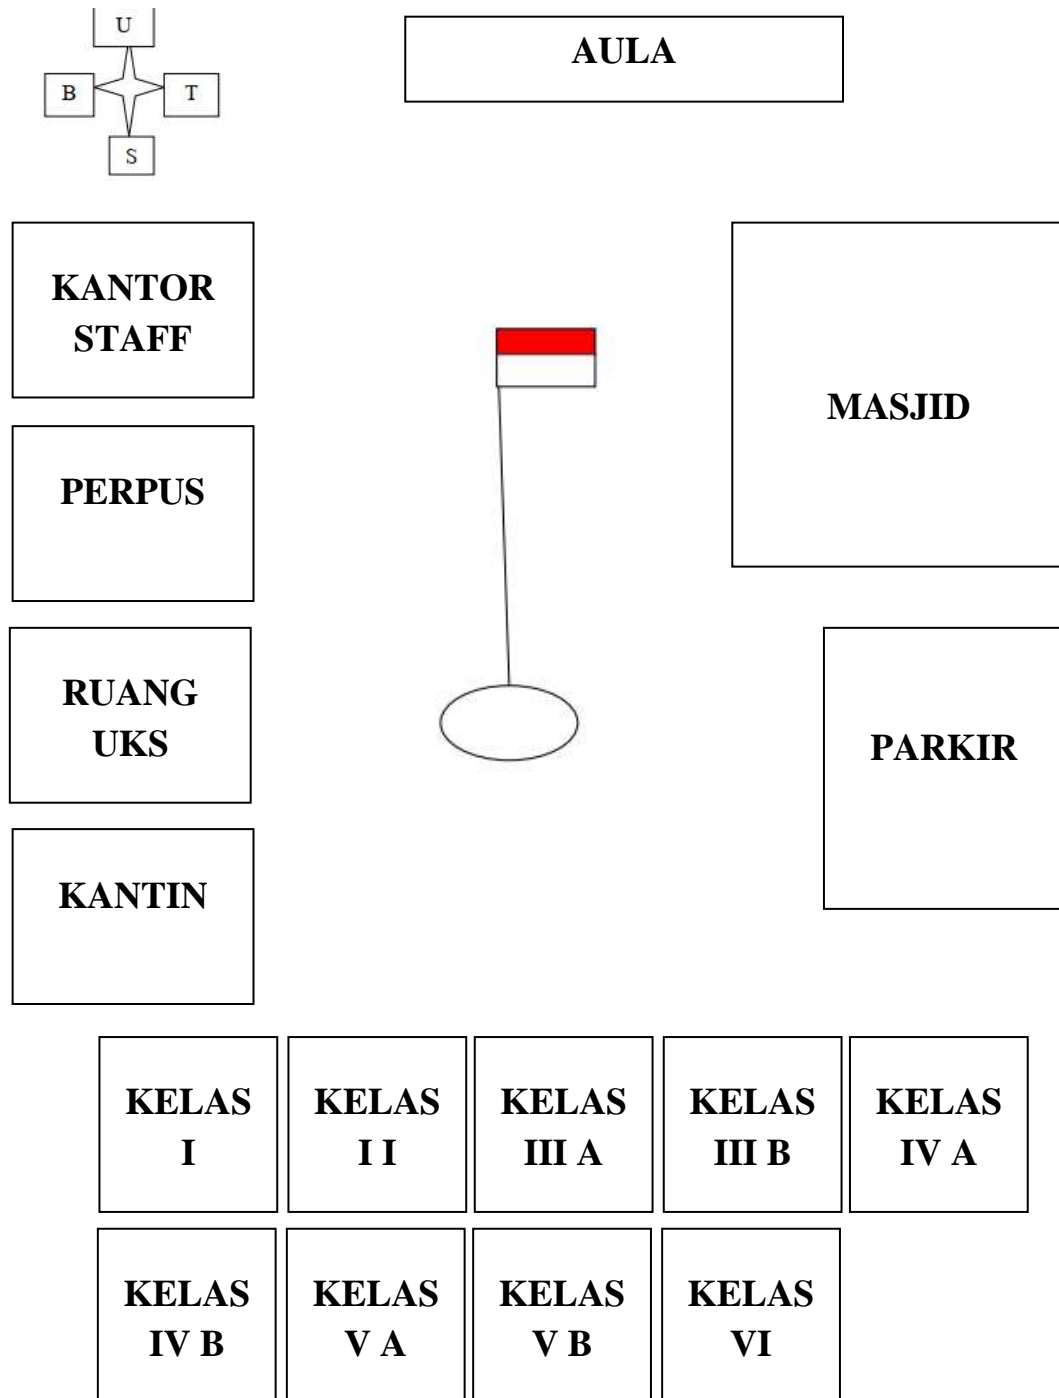 U
B
T
S
AULA
KANTOR
STAFF
PERPUS
RUANG
UKS
KANTIN
MASJID
PARKIR
KELAS
I
KELAS
I I
KELAS
III A
KELAS
III B
KELAS
IV A
KELAS
IV B
KELAS
V A
KELAS
V B
KELAS
VI